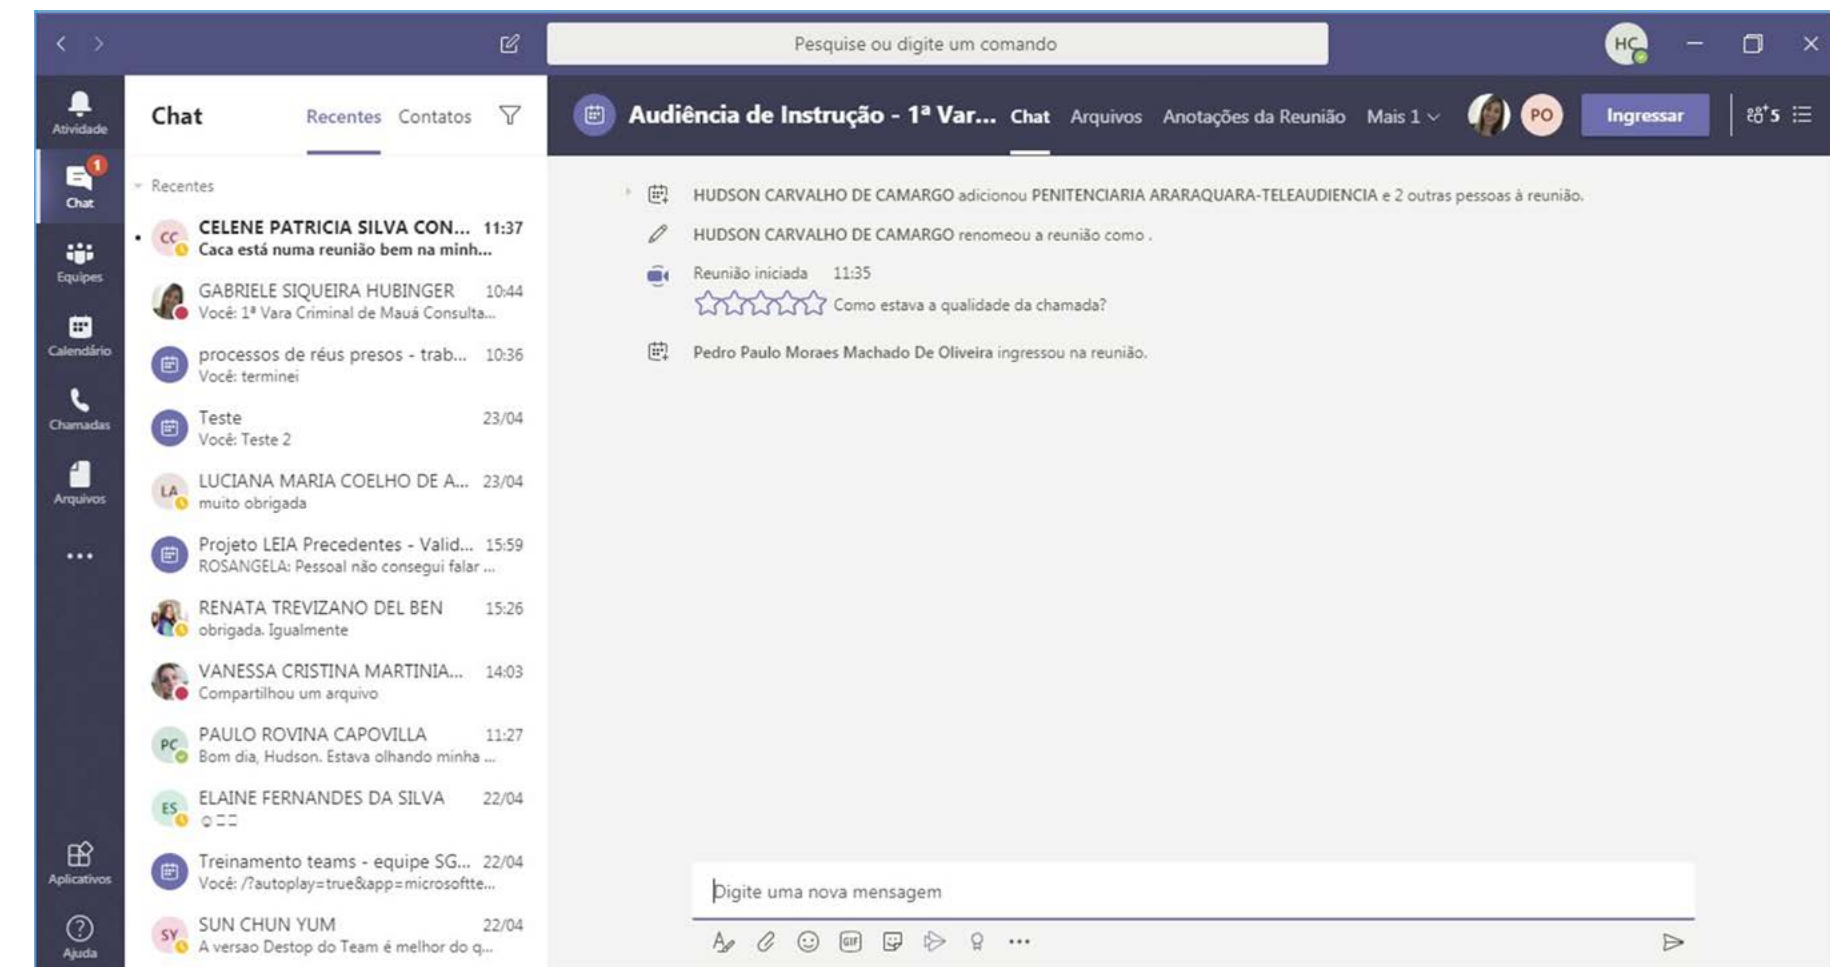 Pesquise ou digite um comando
HC
Atividade
Chat
1
Chat
Equipes
Calendário
Chamadas
Arquivos
Aplicativos
Ajuda
Recentes
Contatos
Recentes
CC
CELENE PATRICIA SILVA CON... 11:37
Caca está numa reunião bem na minh...
GABRIELE SIQUEIRA HUBINGER 10:44
Você: 1ª Vara Criminal de Mauá Consulta...
processos de réus presos - trab... 10:36
Você: terminei
Teste 23/04
Você: Teste 2
LA
LUCIANA MARIA COELHO DE A... 23/04
muito obrigada
Projeto LEIA Precedentes - Valid... 15:59
ROSANGELA: Pessoal não consegui falar ...
RENATA TREVIZANO DEL BEN 15:26
obrigada. Igualmente
VANESSA CRISTINA MARTINIA... 14:03
Compartilhou um arquivo
PC
PAULO ROVINA CAPOVILLA 11:27
Bom dia, Hudson. Estava olhando minha ...
ES
ELAINE FERNANDES DA SILVA 22/04
Treinamento teams - equipe SG... 22/04
Você: /?autoplay=true&app=microsoftte...
SY
SUN CHUN YUM 22/04
A versao Destop do Team é melhor do q...
Audiência de Instrução - 1ª Var... Chat Arquivos Anotações da Reunião Mais 1
PO
Ingressar
5
HUDSON CARVALHO DE CAMARGO adicionou PENITENCIARIA ARARAQUARA-TELEAUDIENCIA e 2 outras pessoas à reunião.
HUDSON CARVALHO DE CAMARGO renomeou a reunião como .
Reunião iniciada 11:35
Como estava a qualidade da chamada?
Pedro Paulo Moraes Machado De Oliveira ingressou na reunião.
Digite uma nova mensagem
GIF